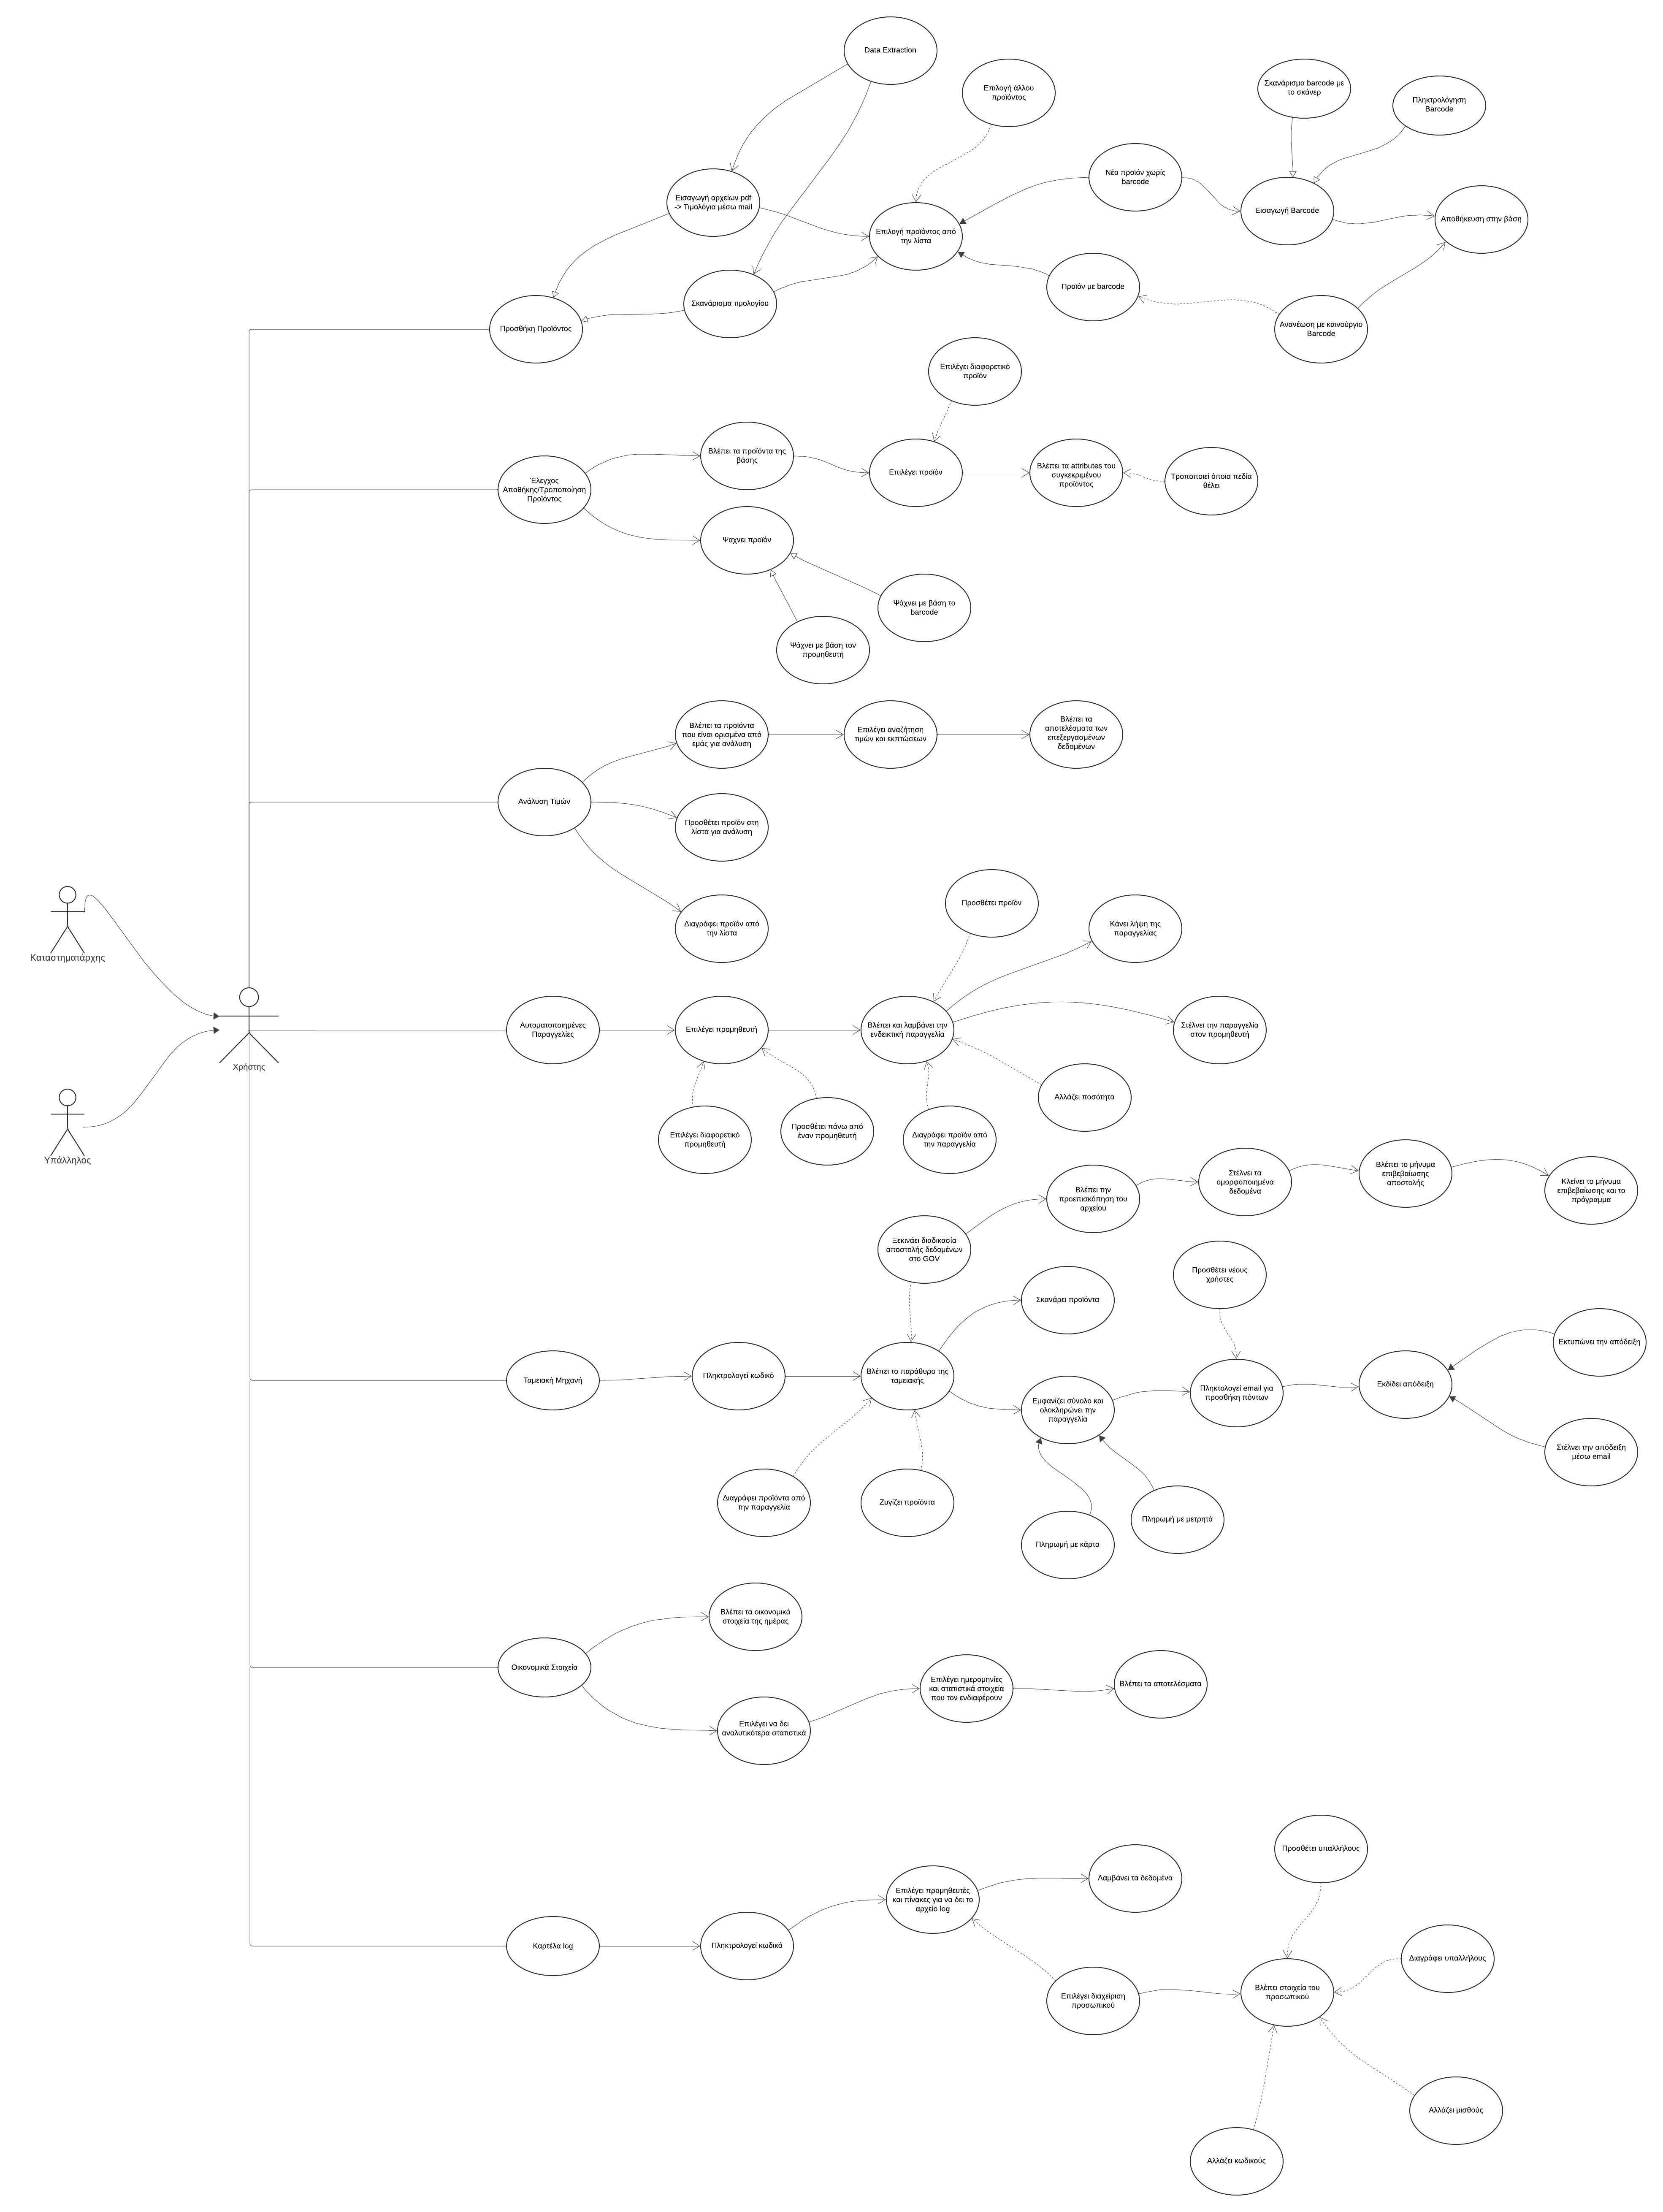 Data Extraction
Επιλογή άλλου
προϊόντος
Σκανάρισμα barcode με
το σκάνερ
Πληκτρολόγηση
Barcode
Νέο προϊόν χωρίς
barcode
Εισαγωγή αρχείων pdf
-> Τιμολόγια μέσω mail
Εισαγωγή Barcode
Αποθήκευση στην βάση
Επιλογή προϊόντος από
την λίστα
Προϊόν με barcode
Σκανάρισμα τιμολογίου
Προσθήκη Προϊόντος
Ανανέωση με καινούργιο
Barcode
Επιλέγει διαφορετικό
προϊόν
Βλέπει τα προϊόντα της
βάσης
Επιλέγει προϊόν
Βλέπει τα attributes του
συγκεκριμένου
προϊόντος
Τροποποιεί όποια πεδία
θέλει
Έλεγχος
Αποθήκης/Τροποποίηση
Προϊόντος
Ψαχνει προϊόν
Ψάχνει με βάση το
barcode
Ψάχνει με βάση τον
προμηθευτή
Βλέπει τα προϊόντα
που είναι ορισμένα από
εμάς για ανάλυση
Επιλέγει αναζήτηση
τιμών και εκπτώσεων
Βλέπει τα
αποτελέσματα των
επεξεργασμένων
δεδομένων
Ανάλυση Τιμών
Προσθέτει προϊόν στη
λίστα για ανάλυση
Διαγράφει προϊόν από
την λίστα
Προσθέτει προϊόν
Κάνει λήψη της
παραγγελίας
Καταστηματάρχης
Αυτοματοποιημένες
Παραγγελίες
Επιλέγει προμηθευτή
Βλέπει και λαμβάνει την
ενδεικτική παραγγελία
Στέλνει την παραγγελία
στον προμηθευτή
Χρήστης
Αλλάζει ποσότητα
Επιλέγει διαφορετικό
προμηθευτή
Προσθέτει πάνω από
έναν προμηθευτή
Διαγράφει προϊόν από
την παραγγελία
Υπάλληλος
Βλέπει την
προεπισκόπηση του
αρχείου
Στέλνει τα
ομορφοποιημένα
δεδομένα
Βλέπει το μήνυμα
επιβεβαίωσης
αποστολής
Κλείνει το μήνυμα
επιβεβαίωσης και το
πρόγραμμα
Ξεκινάει διαδικασία
αποστολής δεδομένων
στο GOV
Προσθέτει νέους
χρήστες
Σκανάρει προϊόντα
Εκτυπώνει την απόδειξη
Ταμειακή Μηχανή
Πληκτρολογεί κωδικό
Βλέπει το παράθυρο της
ταμειακής
Εμφανίζει σύνολο και
ολοκληρώνει την
παραγγελία
Πληκτολογεί email για
προσθήκη πόντων
Εκδίδει απόδειξη
Στέλνει την απόδειξη
μέσω email
Διαγράφει προϊόντα από
την παραγγελία
Ζυγίζει προϊόντα
Πληρωμή με κάρτα
Πληρωμή με μετρητά
Βλέπει τα οικονομικά
στοιχεία της ημέρας
Οικονομικά Στοιχεία
Επιλέγει ημερομηνίες
και στατιστικά στοιχεία
που τον ενδιαφέρουν
Βλέπει τα αποτελέσματα
Επιλέγει να δει
αναλυτικότερα στατιστικά
Προσθέτει υπαλλήλους
Λαμβάνει τα δεδομένα
Επιλέγει προμηθευτές
και πίνακες για να δει το
αρχείο log
Καρτέλα log
Πληκτρολογεί κωδικό
Διαγράφει υπαλλήλους
Επιλέγει διαχείριση
προσωπικού
Βλέπει στοιχεία του
προσωπικού
Αλλάζει μισθούς
Αλλάζει κωδικούς